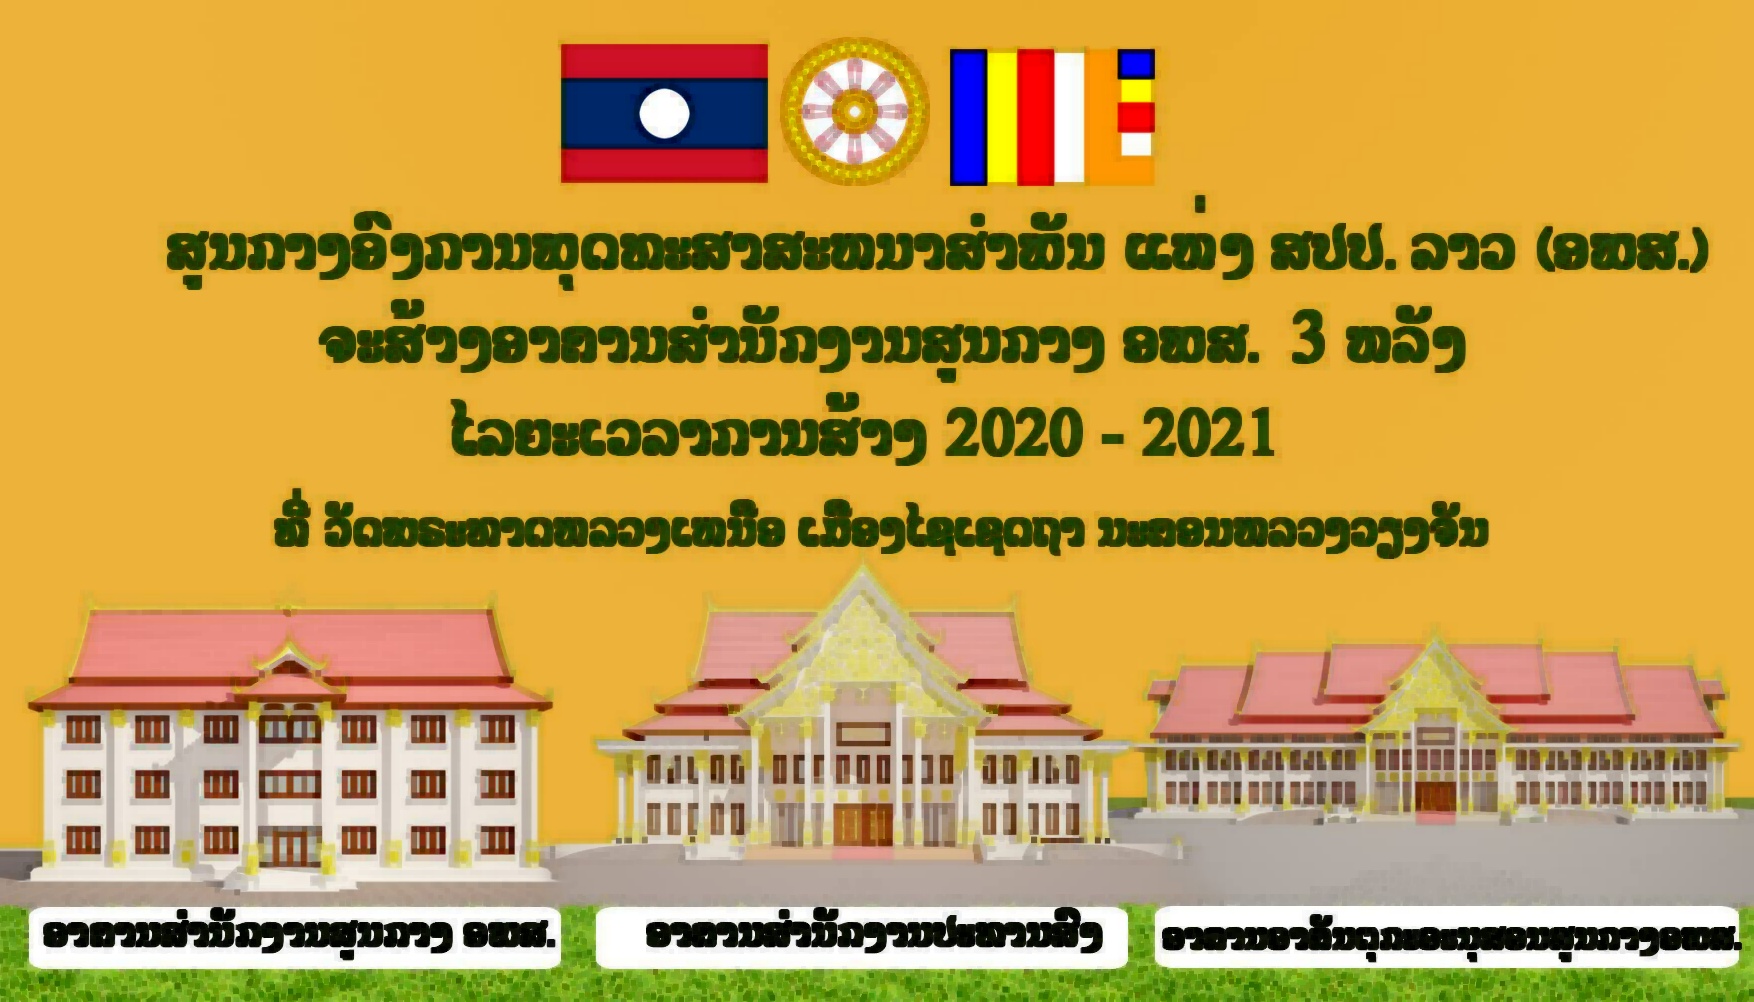 ສູນກາງອົງການພຸດທະສາສະຫນາສຳພັນ ແຫ່ງ ສປປ. ລາວ (ອພສ.)
ຈະສ້າງອາຄານສຳນັກງານສູນກາງ ອພສ. 3 ຫລັງ
ໄລຍະເວລາການສ້າງ 2020 - 2021
ທີ່ ວັດພຣະທາດຫລວງເຫນືອ ເມືອງໄຊເຊດຖາ ນະຄອນຫລວງວຽງຈັນ
ອາຄານສຳນັກງານສູນກາງ ອພສ.
ອາຄານສຳນັກງານປະທານສົງ
ອາຄານອາຄັນຕຸກະອະນຸສອນສູນກາງອພສ.